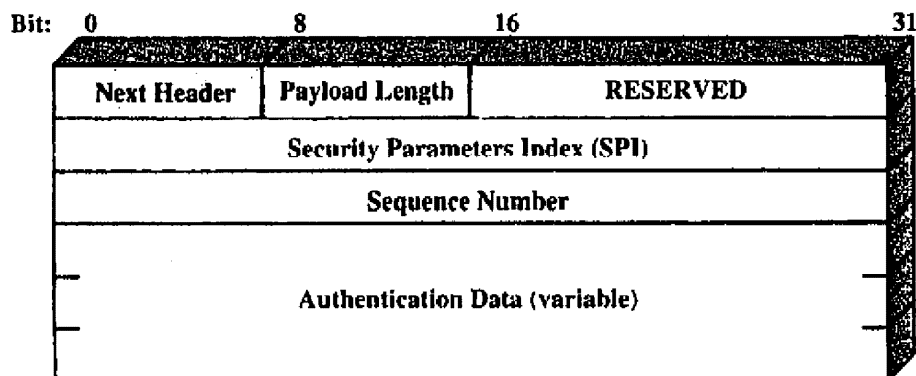 Bit: 0 8 16 31
Next Header Payload Length RESERVED
Security Parameters Index (SPI)
Sequence Number
Authentication Data (variable)